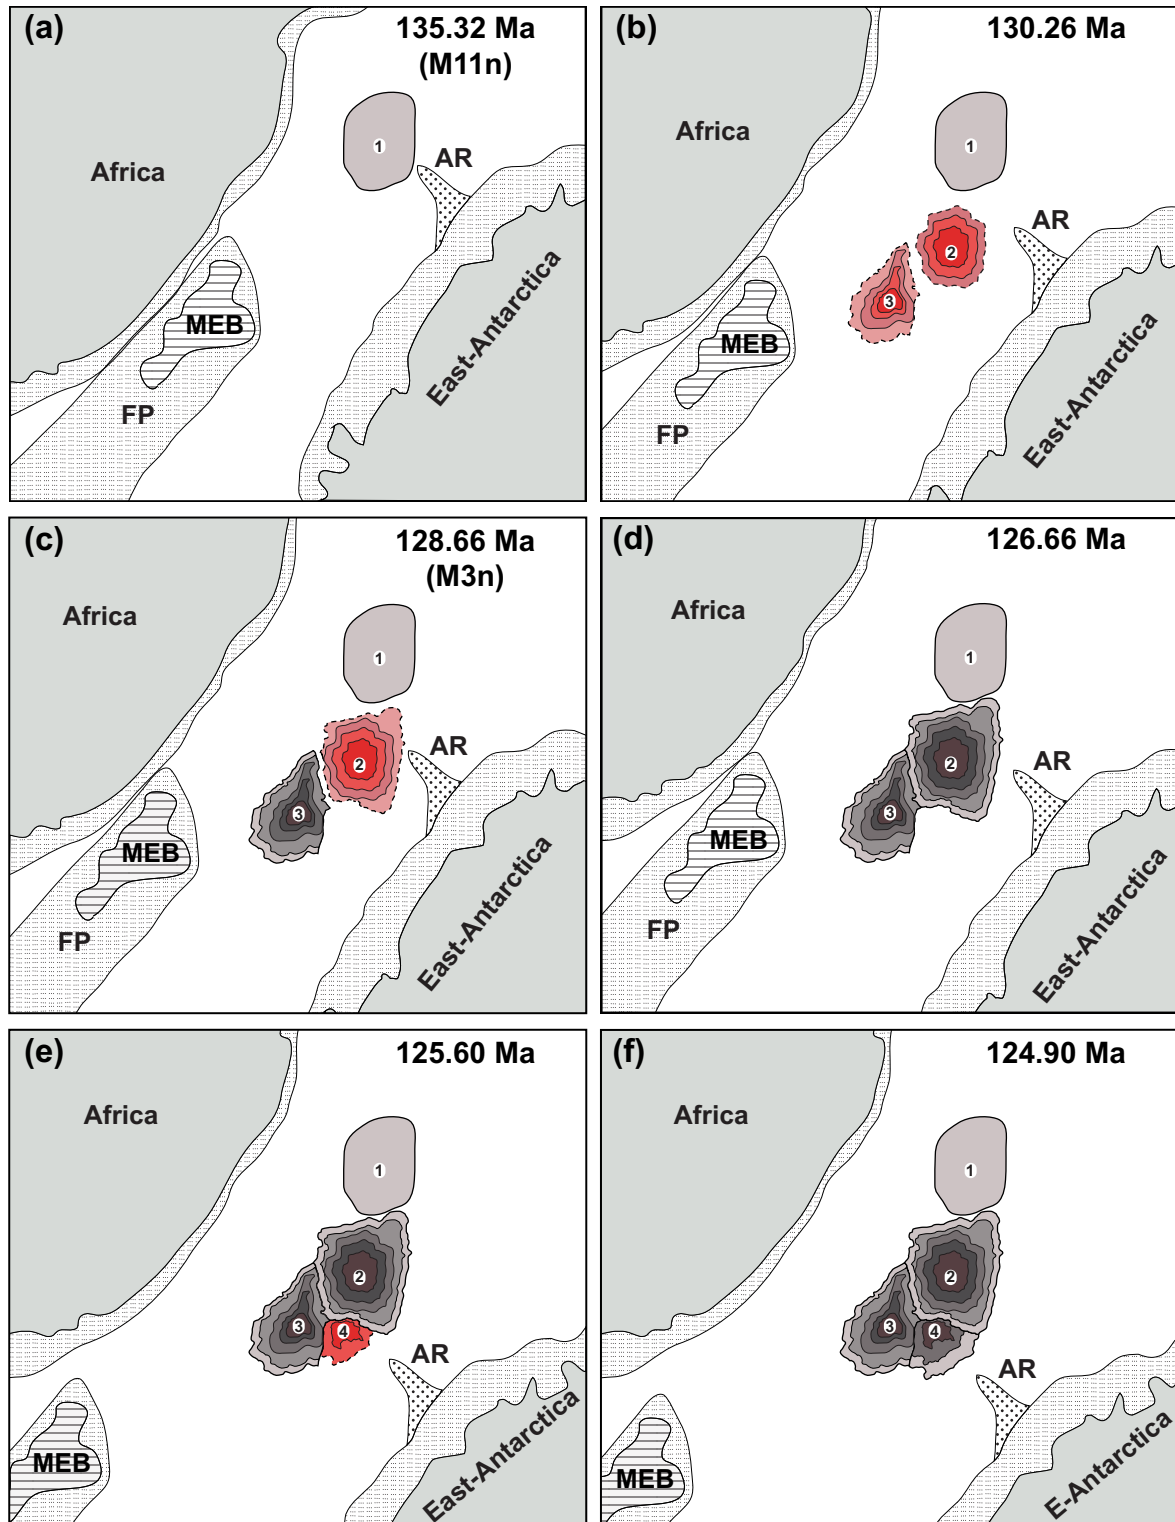 (a)
135.32 Ma
(M11n)
Africa
1
AR
MEB
FP
East-Antarctica
(b)
130.26 Ma
Africa
1
AR
2
3
MEB
FP
East-Antarctica
(c)
128.66 Ma
(M3n)
Africa
1
AR
2
3
MEB
FP
East-Antarctica
(d)
126.66 Ma
Africa
1
AR
2
3
MEB
FP
East-Antarctica
(e)
125.60 Ma
Africa
1
2
3
4
AR
MEB
East-Antarctica
(f)
124.90 Ma
Africa
1
2
3
4
AR
MEB
E-Antarctica